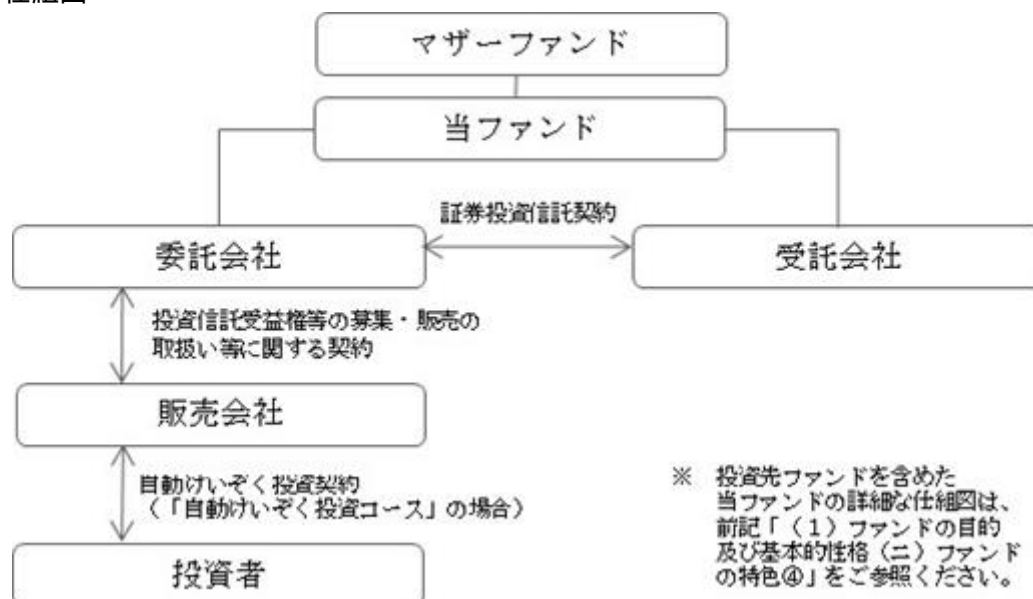 マザーファンド
当ファンド
証券投資信託契約
委託会社
受託会社
投資信託受益権等の募集・販売の
取扱い等に関する契約
販売会社
自動けいぞく投資契約
（「自動けいぞく投資コース」の場合）
投資者
※　投資先ファンドを含めた
当ファンドの詳細な仕組図は、
前記「（1）ファンドの目的
及び基本的性格（ニ）ファンド
の特色④」をご参照ください。